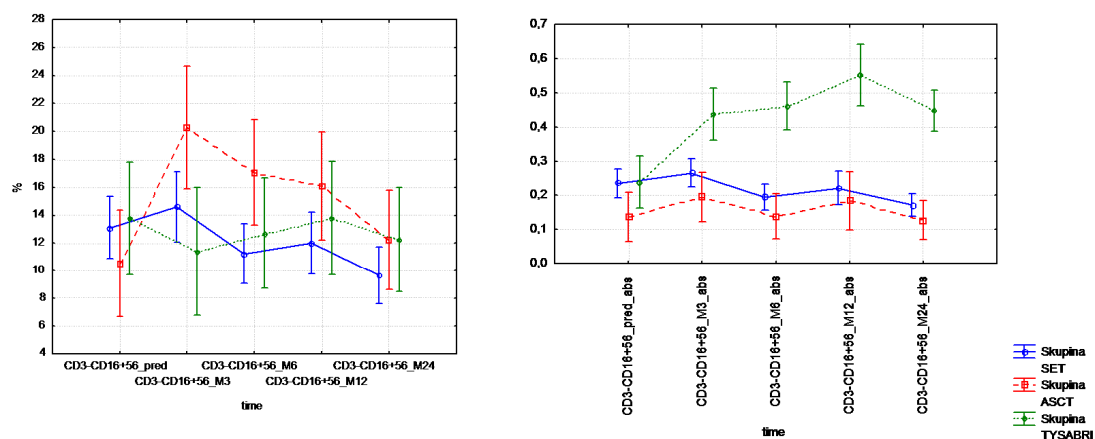 28
26
24
22
20
18
16
14
12
10
8
6
4
%
CD3-CD16+56_pred
CD3-CD16+56_M6
CD3-CD16+56_M24
CD3-CD16+56_M3
CD3-CD16+56_M12
time
0,7
0,6
0,5
0,4
0,3
0,2
0,1
0,0
CD3-CD16+56_pred_abs
CD3-CD16+56_M3_abs
CD3-CD16+56_M6_abs
CD3-CD16+56_M12_abs
CD3-CD16+56_M24_abs
time
Skupina
SET
Skupina
ASCT
Skupina
TYSABRI